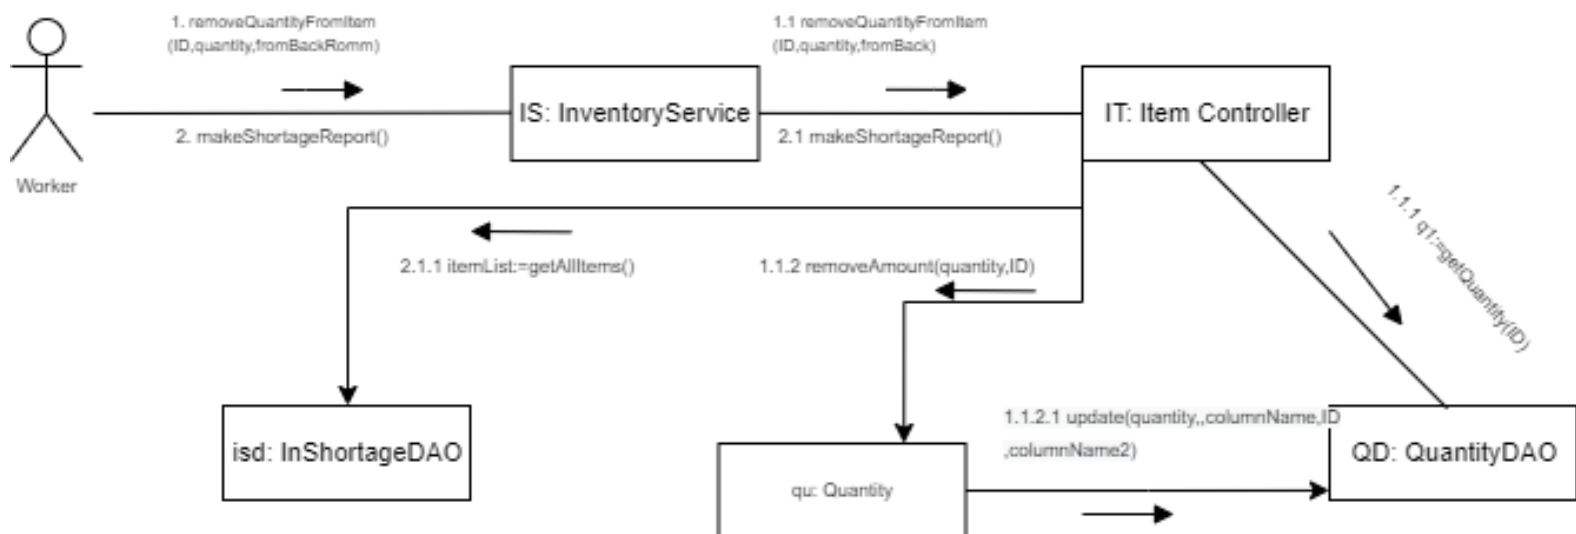 1. removeQuantityFromItem
(ID,quantity,fromBackRomm)
1.1 removeQuantityFromItem
(ID,quantity,fromBack)
IS: InventoryService
IT: Item Controller
2. makeShortageReport()
2.1 makeShortageReport()
Worker
1.1.1 q1:=getQuantity(ID)
2.1.1 itemList:=getAllItems()
1.1.2 removeAmount(quantity,ID)
1.1.2.1 update(quantity,,columnName,ID
,columnName2)
isd: InShortageDAO
QD: QuantityDAO
qu: Quantity